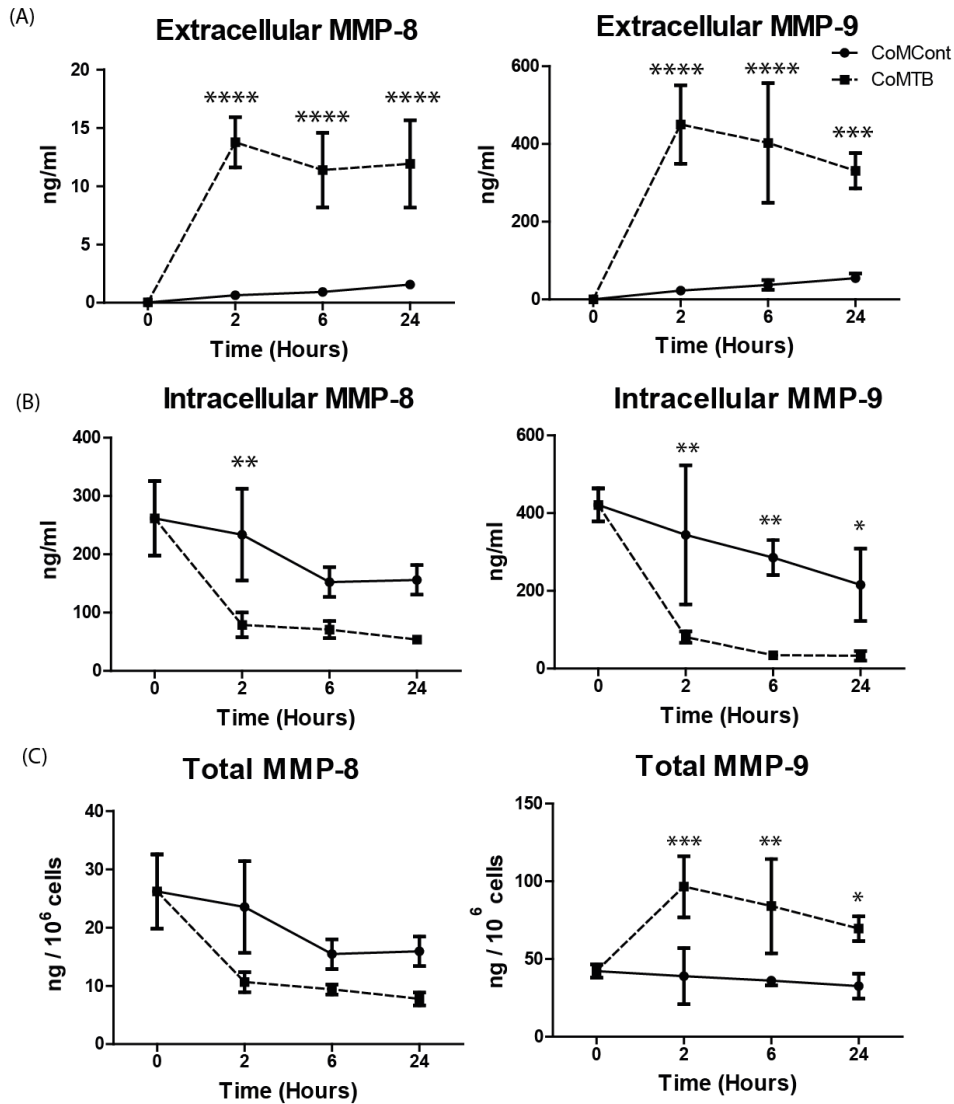 (A)
Extracellular MMP-8
Extracellular MMP-9
CoMCont
CoMTB
20
15
10
5
0
ng/ml
****
****
****
0 2 6 24
Time (Hours)
600
400
200
0
ng/ml
****
****
***
0 2 6 24
Time (Hours)
(B)
Intracellular MMP-8
Intracellular MMP-9
400
300
200
100
0
ng/ml
**
0 2 6 24
Time (Hours)
600
400
200
0
ng/ml
**
**
*
0 2 6 24
Time (Hours)
(C)
Total MMP-8
Total MMP-9
40
30
20
10
0
ng / 10⁶ cells
0 2 6 24
Time (Hours)
150
100
50
0
ng / 10⁶ cells
***
**
*
0 2 6 24
Time (Hours)